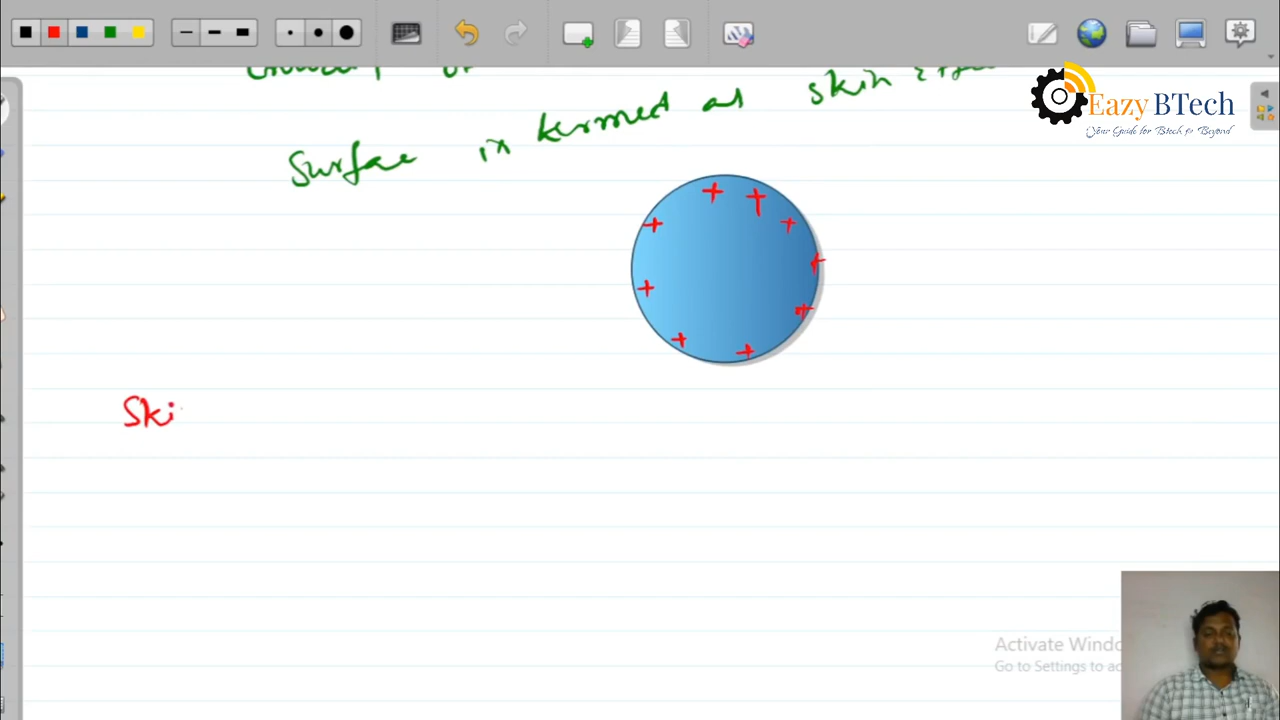 Eazy BTech
Your Guide for Btech & Beyond
termed as skin
Surface is
Ski
Activate Windo
Go to Settings to ac